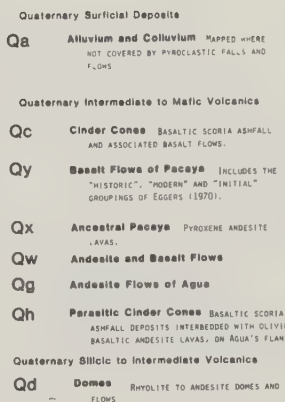 Quaternary Surficial Deposits
Qa Alluvium and Colluvium MAPPED WHERE
NOT COVERED BY PYROCLASTIC FALLS AND
FLOWS
Quaternary Intermediate to Mafic Volcanics
Qc Cinder Cones BASALTIC SCORIA ASHFALL
AND ASSOCIATED BASALT FLOWS.
Qy Basalt Flows of Pacaya INCLUDES THE
"HISTORIC", "MODERN" AND "INITIAL"
GROUPINGS OF EGGERS (1970).
Qx Ancestral Pacaya PYROXENE ANDESITE
LAVAS.
Qw Andesite and Basalt Flows
Qg Andesite Flows of Agua
Qh Parasitic Cinder Cones BASALTIC SCORIA
ASHFALL DEPOSITS INTERBEDDED WITH OLIVI
BASALTIC ANDESITE LAVAS, ON AGUA'S FLAN
Quaternary Silicic to Intermediate Volcanics
Qd Domes RHYOLITE TO ANDESITE DOMES AND
FLOWS